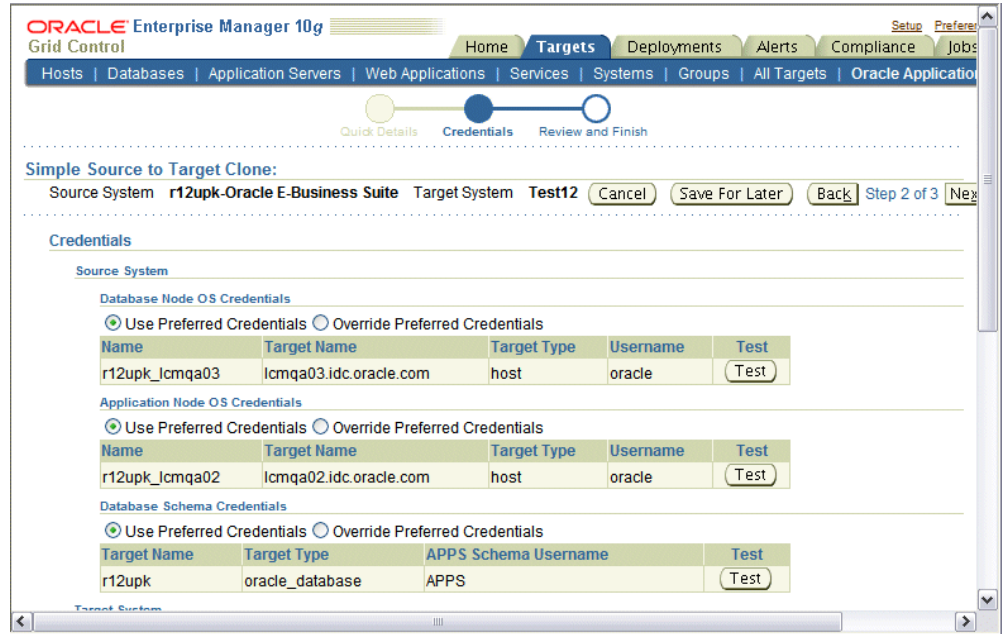 ORACLE Enterprise Manager 10g
Setup Preferen
Grid Control
Home Targets Deployments Alerts Compliance Jobs
Hosts | Databases | Application Servers | Web Applications | Services | Systems | Groups | All Targets | Oracle Application
Quick Details Credentials Review and Finish
Simple Source to Target Clone:
Source System r12upk-Oracle E-Business Suite Target System Test12 Cancel Save For Later Back Step 2 of 3 Nex
Credentials
Source System
Database Node OS Credentials
Use Preferred Credentials Override Preferred Credentials
Name Target Name Target Type Username Test
r12upk_lcmqa03 lcmqa03.idc.oracle.com host oracle Test
Application Node OS Credentials
Use Preferred Credentials Override Preferred Credentials
Name Target Name Target Type Username Test
r12upk_lcmqa02 lcmqa02.idc.oracle.com host oracle Test
Database Schema Credentials
Use Preferred Credentials Override Preferred Credentials
Target Name Target Type APPS Schema Username Test
r12upk oracle_database APPS Test
Target System